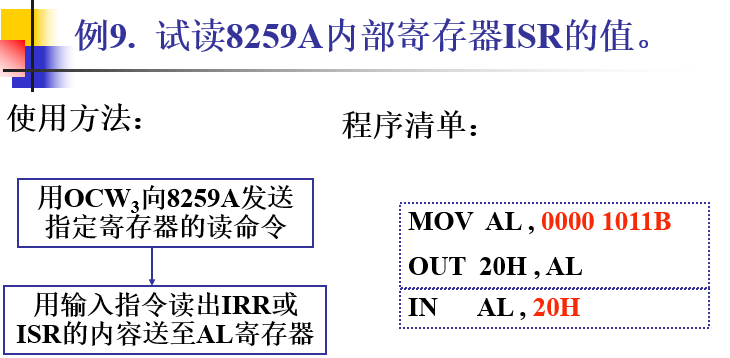 例9. 试读8259A内部寄存器ISR的值。
使用方法：
程序清单：
用OCW3向8259A发送
指定寄存器的读命令
用输入指令读出IRR或
ISR的内容送至AL寄存器
MOV AL , 0000 1011B
OUT 20H , AL
IN AL , 20H